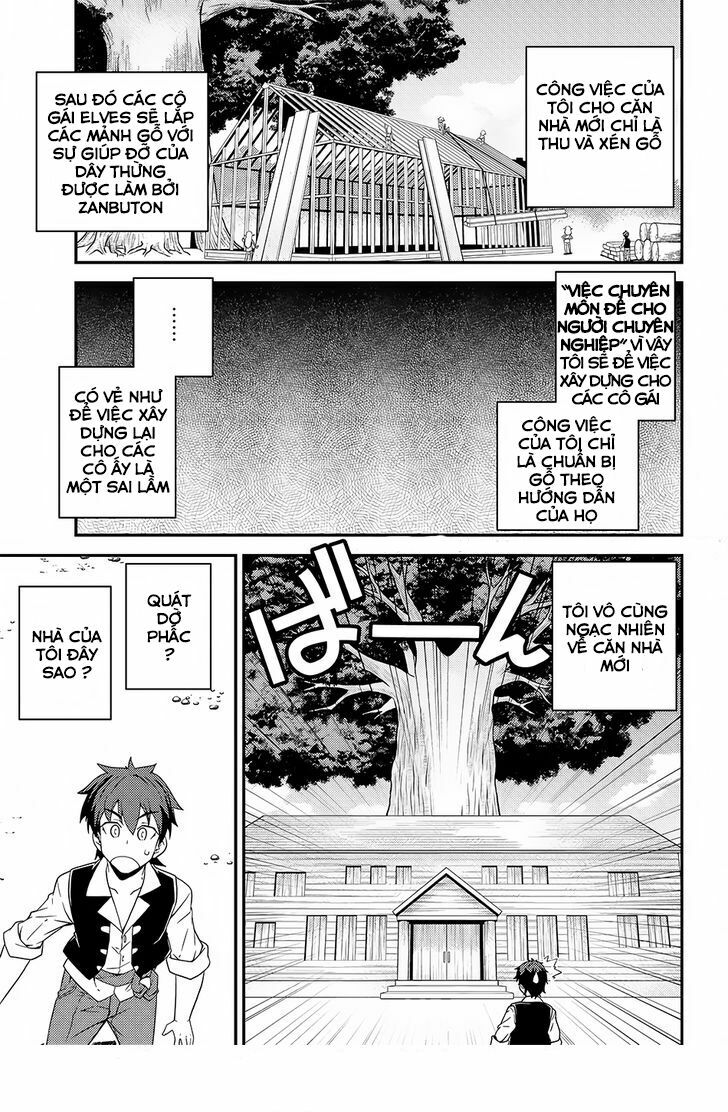 CÔNG VIỆC CỦA
TÔI CHO CĂN
NHÀ MỚI CHỈ LÀ
THU VÀ XÉN GỖ
SAU ĐÓ CÁC CÔ
GÁI ELVES SẼ LẮP
CÁC MẢNH GỖ VỚI
SỰ GIÚP ĐỠ CỦA
DÂY THỪNG
ĐƯỢC LÀM BỞI
ZANBUTON
"VIỆC CHUYÊN
MÔN ĐỂ CHO
NGƯỜI CHUYÊN
NGHIỆP" VÌ VÂY
TÔI SẼ ĐỂ VIỆC
XÂY DỰNG CHO
CÁC CÔ GÁI
CÔNG VIỆC
CỦA TÔI CHỈ
LÀ CHUẨN BỊ
GỖ THEO
HƯỚNG DẪN
CỦA HỌ
......
CÓ VẺ NHƯ
ĐỂ VIỆC XÂY
DỰNG LẠI
CHO CÁC
CÔ ẤY LÀ
MỘT SAI LẦM
TÔI VÔ CÙNG
NGẠC NHIÊN
VỀ CĂN NHÀ
MỚI
ばーん
QUÁT
DỜ
PHẮC
?
NHÀ CỦA
TÔI ĐÂY
SAO ?